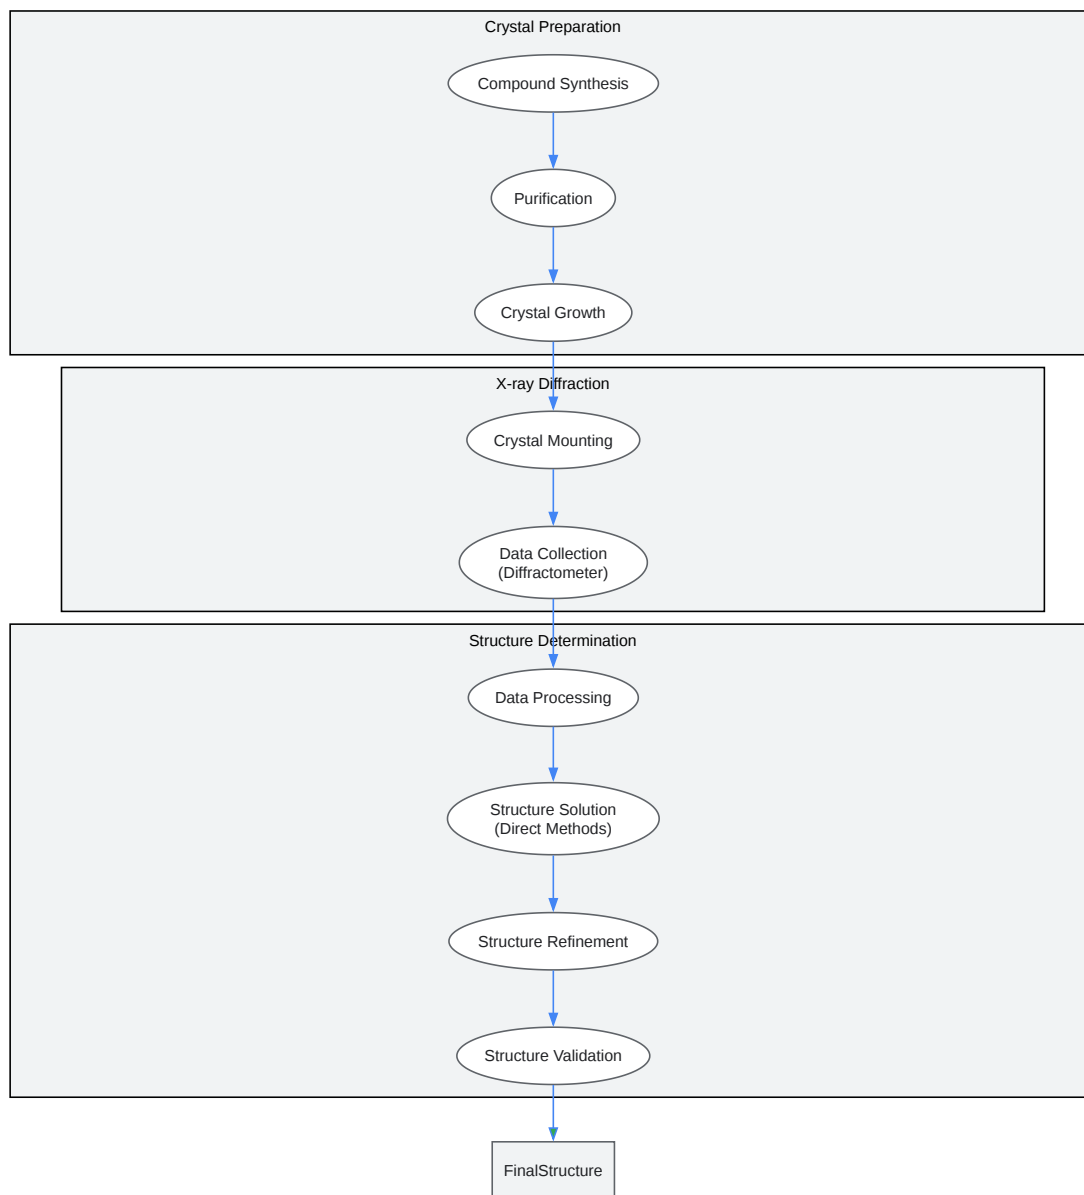 Crystal Preparation
Compound Synthesis
Purification
Crystal Growth
X-ray Diffraction
Crystal Mounting
Data Collection
(Diffractometer)
Structure Determination
Data Processing
Structure Solution
(Direct Methods)
Structure Refinement
Structure Validation
FinalStructure